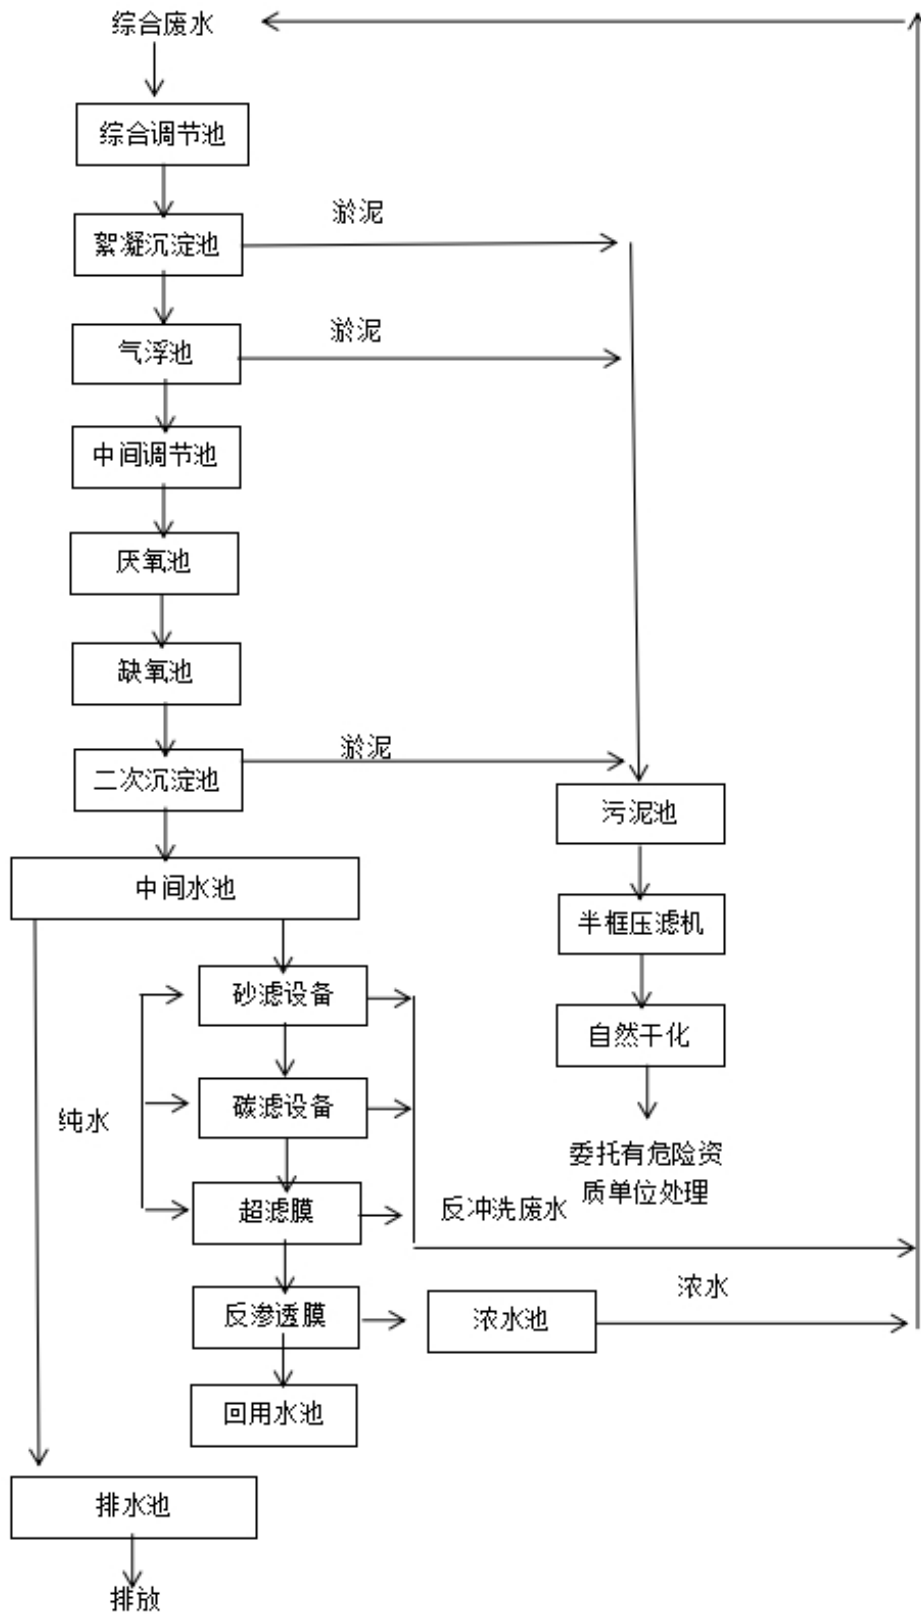 综合废水
综合调节池
淤泥
絮凝沉淀池
淤泥
气浮池
中间调节池
厌氧池
缺氧池
淤泥
二次沉淀池
污泥池
中间水池
半框压滤机
砂滤设备
自然干化
碳滤设备
纯水
委托有危险资
质单位处理
超滤膜
反冲洗废水
浓水
反渗透膜
浓水池
回用水池
排水池
排放